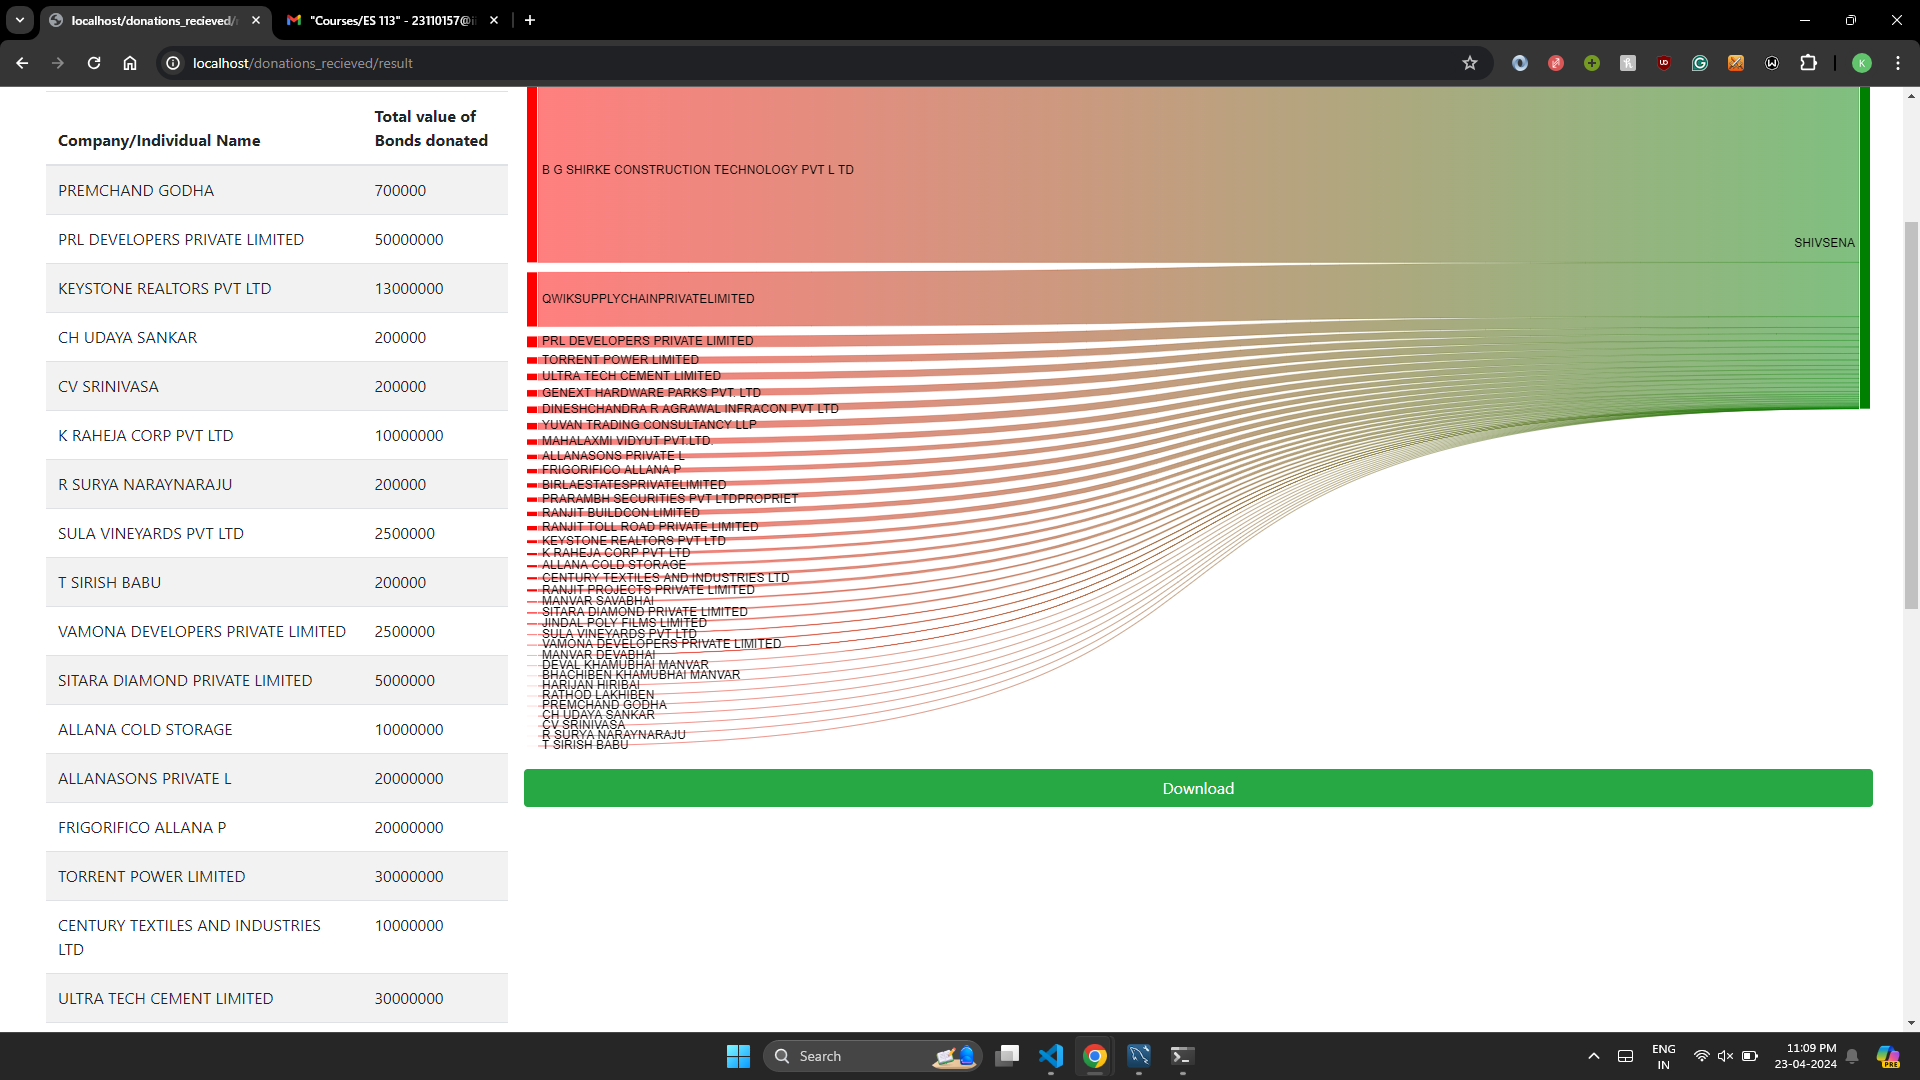 localhost/donations_recieved/r
"Courses/ES 113" - 23110157@i
localhost/donations_recieved/result
K
Company/Individual Name
Total value of
Bonds donated
PREMCHAND GODHA 700000
PRL DEVELOPERS PRIVATE LIMITED 50000000
KEYSTONE REALTORS PVT LTD 13000000
CH UDAYA SANKAR 200000
CV SRINIVASA 200000
K RAHEJA CORP PVT LTD 10000000
R SURYA NARAYNARAJU 200000
SULA VINEYARDS PVT LTD 2500000
T SIRISH BABU 200000
VAMONA DEVELOPERS PRIVATE LIMITED 2500000
SITARA DIAMOND PRIVATE LIMITED 5000000
ALLANA COLD STORAGE 10000000
ALLANASONS PRIVATE L 20000000
FRIGORIFICO ALLANA P 20000000
TORRENT POWER LIMITED 30000000
CENTURY TEXTILES AND INDUSTRIES 10000000
LTD
ULTRA TECH CEMENT LIMITED 30000000
B G SHIRKE CONSTRUCTION TECHNOLOGY PVT L TD
SHIVSENA
QWIKSUPPLYCHAINPRIVATELIMITED
PRL DEVELOPERS PRIVATE LIMITED
TORRENT POWER LIMITED
ULTRA TECH CEMENT LIMITED
GENEXT HARDWARE PARKS PVT. LTD
DINESHCHANDRA R AGRAWAL INFRACON PVT LTD
YUVAN TRADING CONSULTANCY LLP
MAHALAXMI VIDYUT PVT.LTD.
ALLANASONS PRIVATE L
FRIGORIFICO ALLANA P
BIRLAESTATESPRIVATELIMITED
PRARAMBH SECURITIES PVT LTDPROPRIET
RANJIT BUILDCON LIMITED
RANJIT TOLL ROAD PRIVATE LIMITED
KEYSTONE REALTORS PVT LTD
K RAHEJA CORP PVT LTD
ALLANA COLD STORAGE
CENTURY TEXTILES AND INDUSTRIES LTD
RANJIT PROJECTS PRIVATE LIMITED
MANVAR SAVABHAI
SITARA DIAMOND PRIVATE LIMITED
JINDAL POLY FILMS LIMITED
SULA VINEYARDS PVT LTD
VAMONA DEVELOPERS PRIVATE LIMITED
MANVAR DEVABHAI
DEVAL KHAMUBHAI MANVAR
BHACHIBEN KHAMUBHAI MANVAR
HARIJAN HIRIBAI
RATHOD LAKHIBEN
PREMCHAND GODHA
CH UDAYA SANKAR
CV SRINIVASA
R SURYA NARAYNARAJU
T SIRISH BABU
Download
Search
ENG
IN
11:09 PM
23-04-2024
PRE